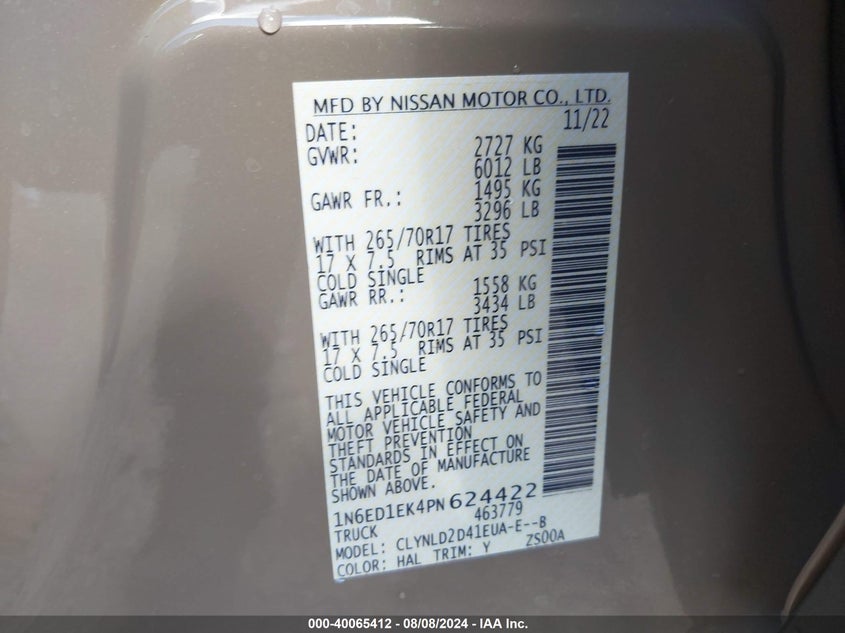 MFD BY NISSAN MOTOR CO., LTD.
DATE: 11/22
GVWR: 2727 KG
6012 LB
GAWR FR.: 1495 KG
3296 LB
WITH 265/70R17 TIRES
17 X 7.5 RIMS AT 35 PSI
COLD SINGLE
GAWR RR.: 1558 KG
3434 LB
WITH 265/70R17 TIRES
17 X 7.5 RIMS AT 35 PSI
COLD SINGLE
THIS VEHICLE CONFORMS TO
ALL APPLICABLE FEDERAL
MOTOR VEHICLE SAFETY AND
THEFT PREVENTION
STANDARDS IN EFFECT ON
THE DATE OF MANUFACTURE
SHOWN ABOVE.
1N6ED1EK4PN624422
TRUCK 463779
MODEL: CLYNLD2D41EUA-E--B
COLOR: HAL TRIM: Y ZS00A
000-40065412 - 08/08/2024 - IAA Inc.